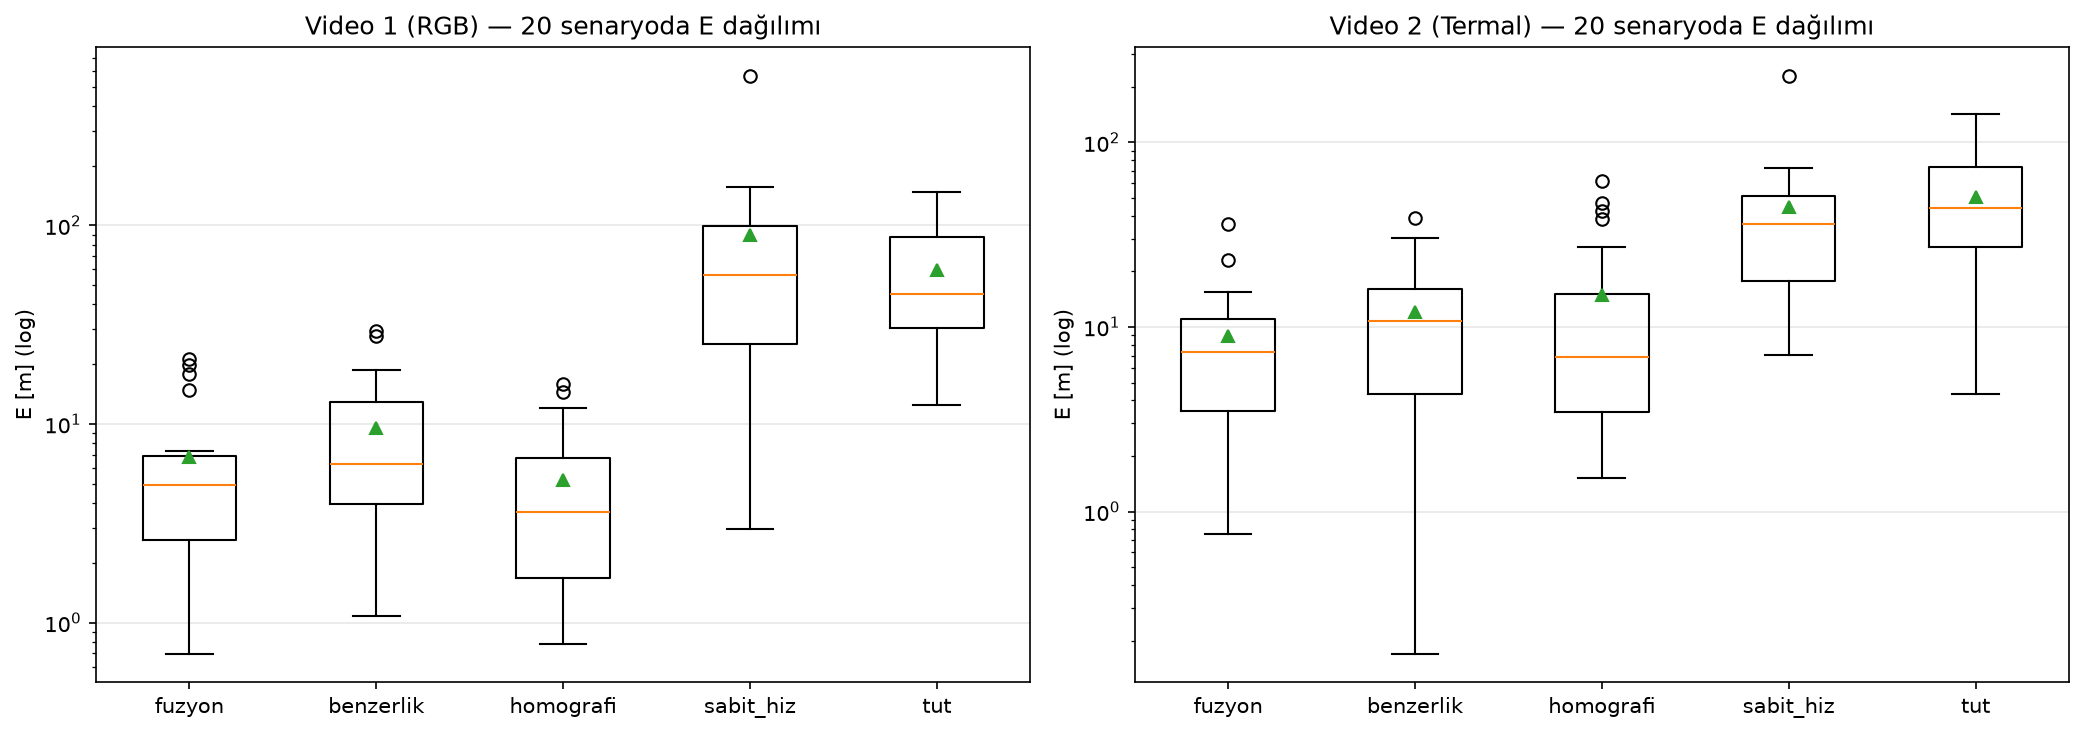 Video 1 (RGB) — 20 senaryoda E dağılımı
E [m] (log)
10²
10¹
10⁰
fuzyon benzerlik homografi sabit_hiz tut
Video 2 (Termal) — 20 senaryoda E dağılımı
E [m] (log)
10²
10¹
10⁰
fuzyon benzerlik homografi sabit_hiz tut